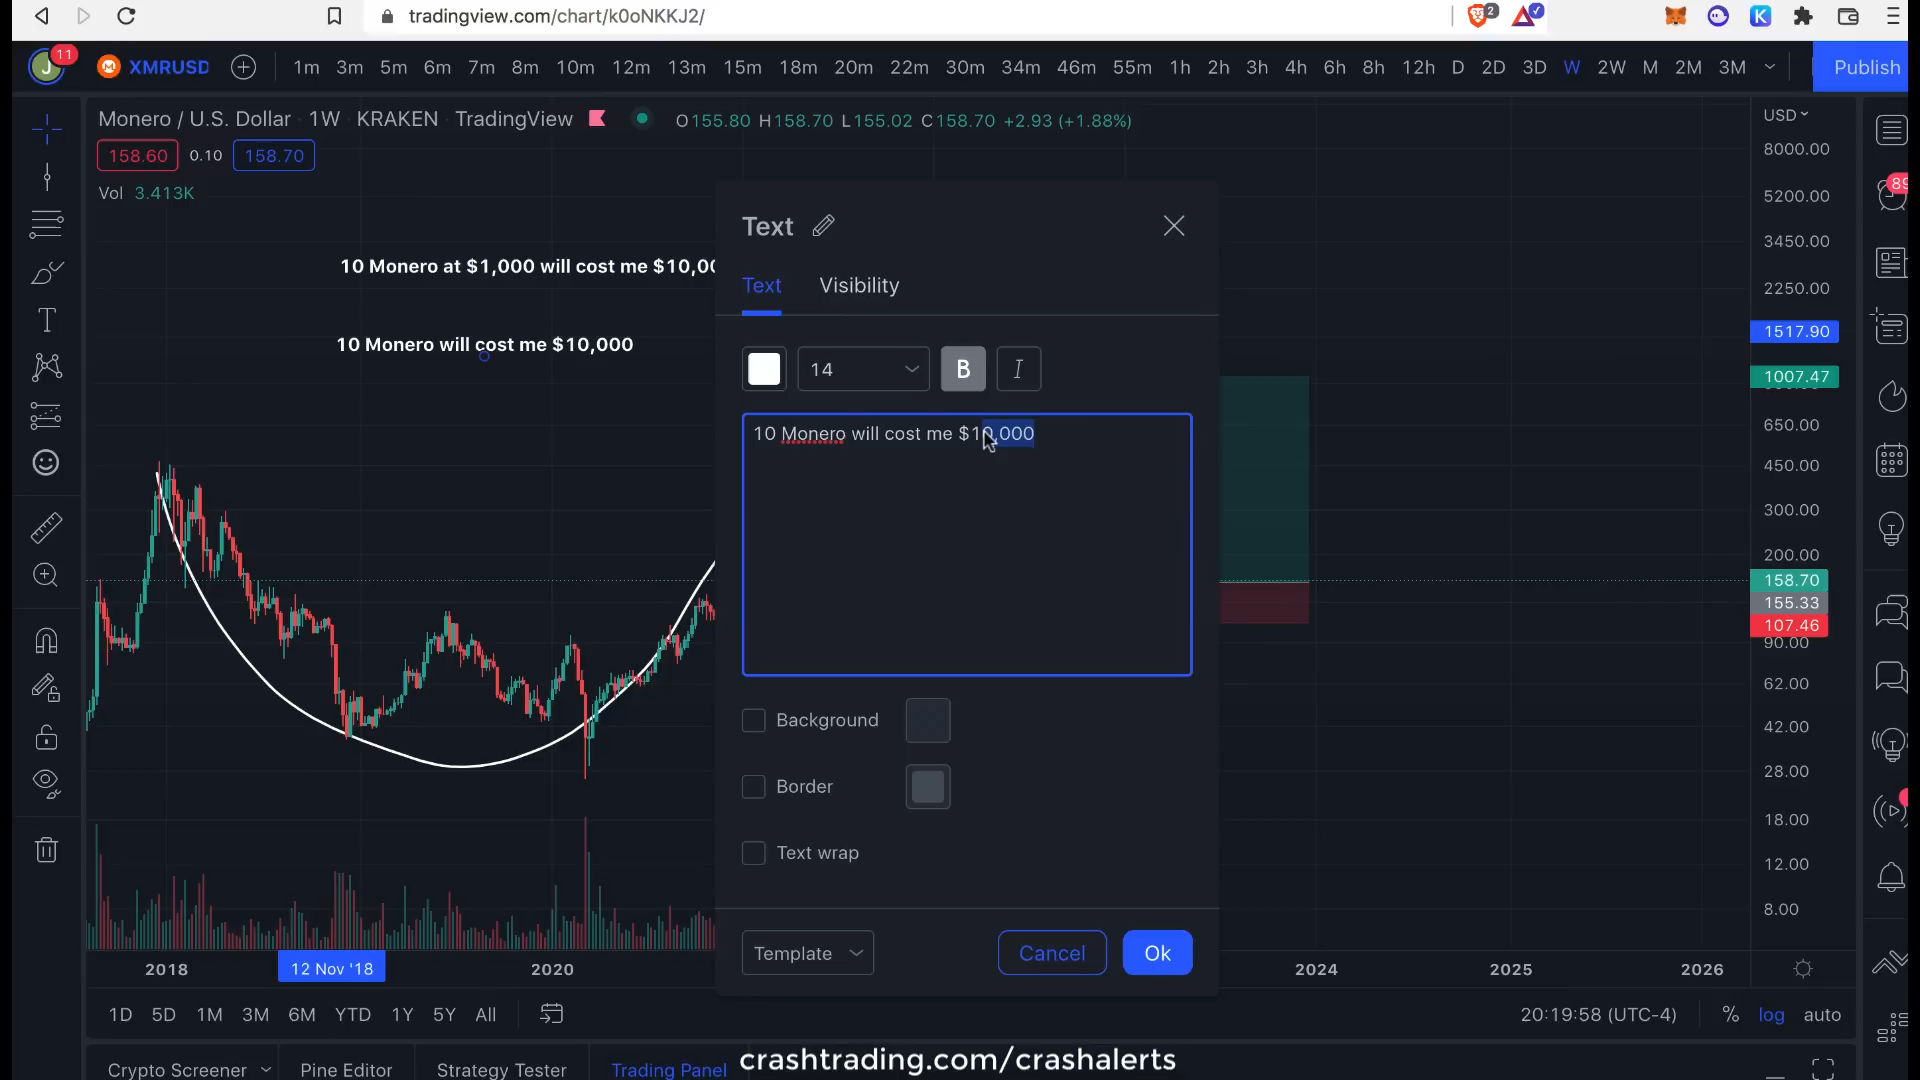 tradingview.com/chart/k0oNKKJ2/
2
K
J
11
XMRUSD
1m 3m 5m 6m 7m 8m 10m 12m 13m 15m 18m 20m 22m 30m 34m 46m 55m 1h 2h 3h 4h 6h 8h 12h D 2D 3D W 2W M 2M 3M
Publish
Monero / U.S. Dollar 1W KRAKEN TradingView
O155.80 H158.70 L155.02 C158.70 +2.93 (+1.88%)
USD
158.60 0.10 158.70
Vol 3.413K
8000.00
5200.00
3450.00
2250.00
1517.90
1007.47
650.00
450.00
300.00
200.00
158.70
155.33
107.46
90.00
62.00
42.00
28.00
18.00
12.00
8.00
89
10 Monero at $1,000 will cost me $10,00
10 Monero will cost me $10,000
Text
Text Visibility
14 B I
10 Monero will cost me $10,000
Background
Border
Text wrap
Template Cancel Ok
2018 12 Nov '18 2020 2024 2025 2026
1D 5D 1M 3M 6M YTD 1Y 5Y All
20:19:58 (UTC-4) % log auto
Crypto Screener Pine Editor Strategy Tester Trading Panel
crashtrading.com/crashalerts